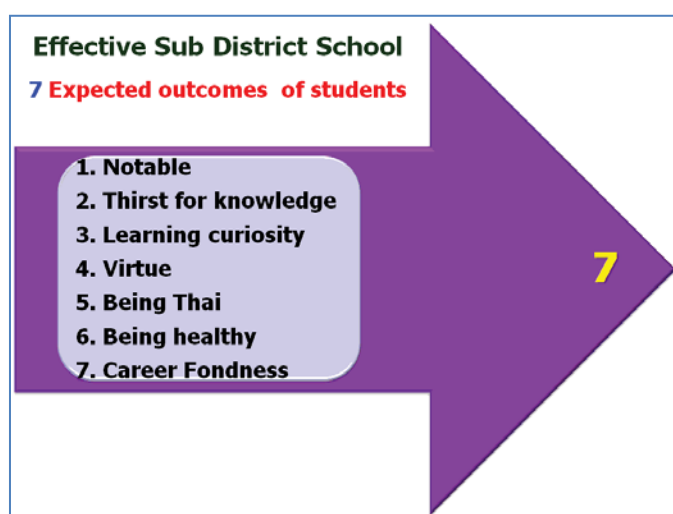 Effective Sub District School
7 Expected outcomes of students
1. Notable
2. Thirst for knowledge
3. Learning curiosity
4. Virtue
5. Being Thai
6. Being healthy
7. Career Fondness
7